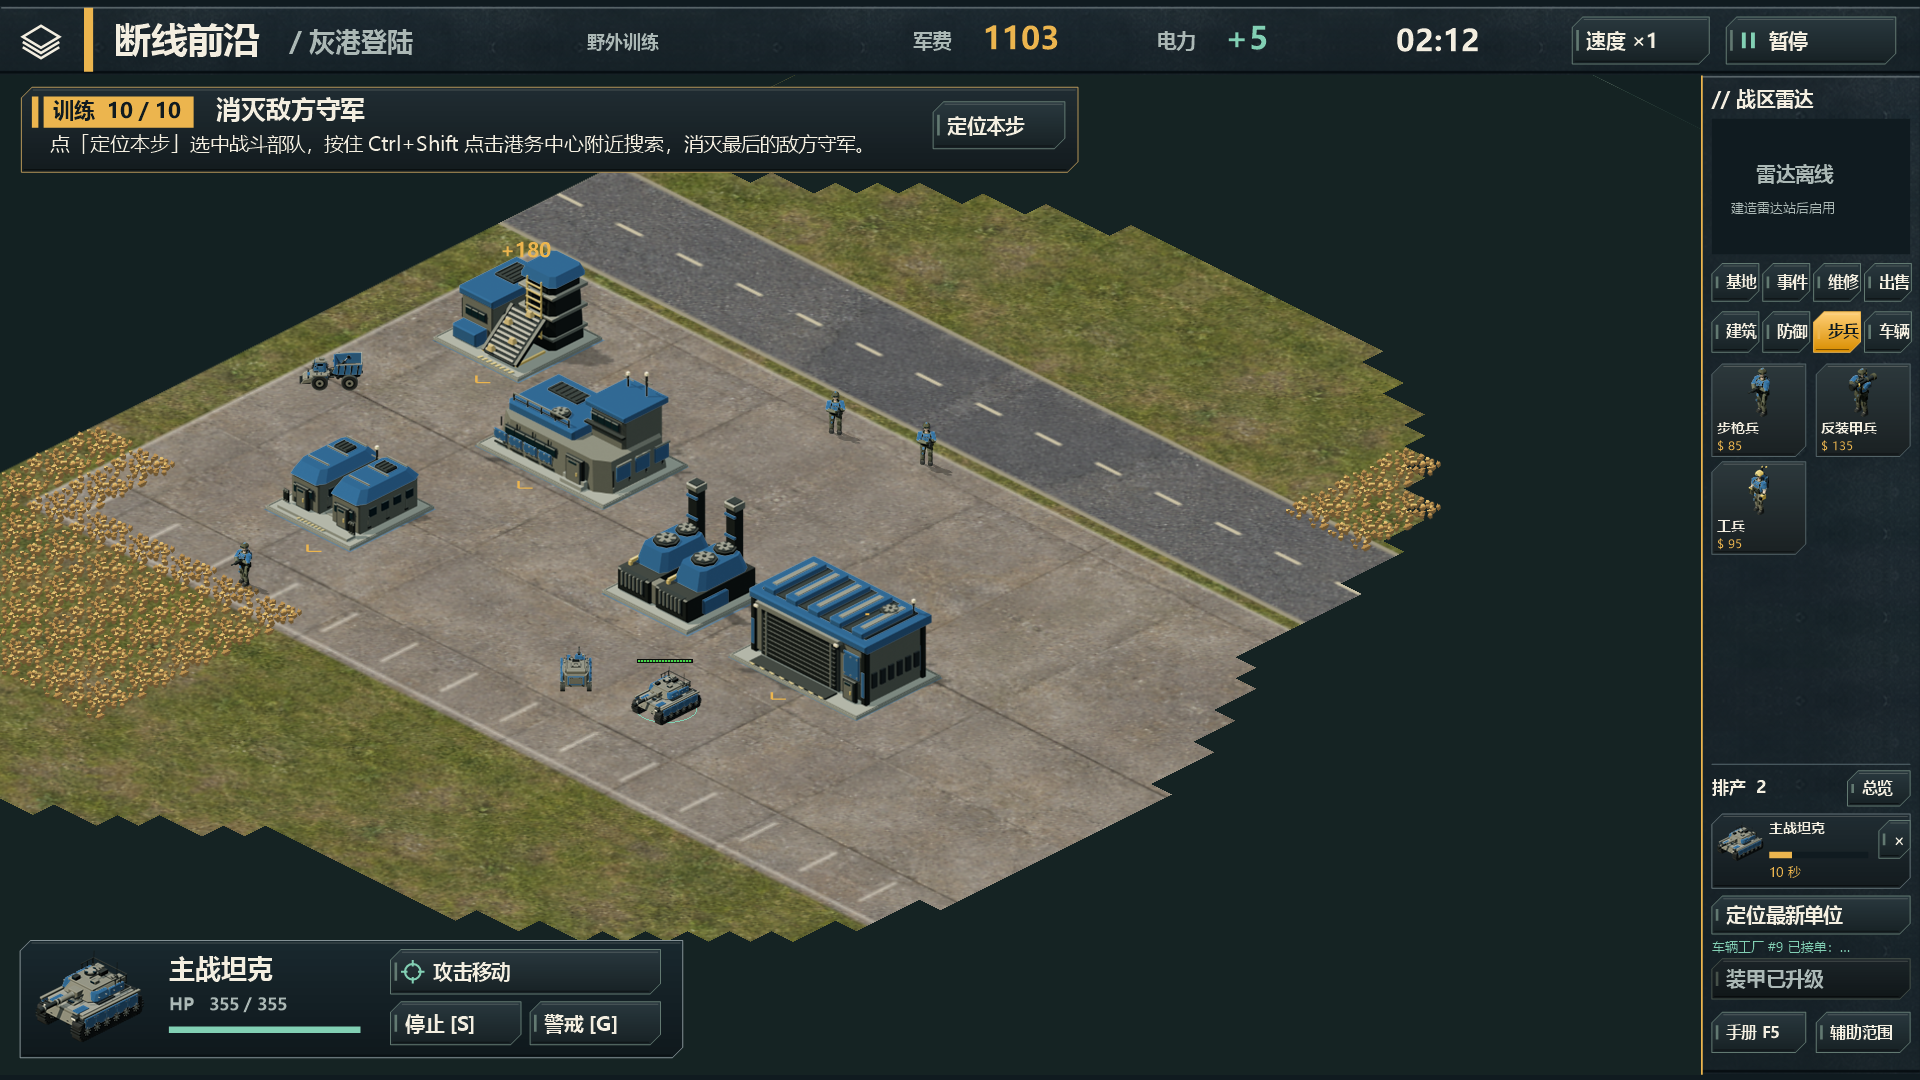 断线前沿 / 灰港登陆
野外训练
军费 1103
电力 +5
02:12
速度 ×1
暂停
训练 10 / 10 消灭敌方守军
点「定位本步」选中战斗部队，按住 Ctrl+Shift 点击港务中心附近搜索，消灭最后的敌方守军。
定位本步
+180
// 战区雷达
雷达离线
建造雷达站后启用
基地 事件 维修 出售
建筑 防御 步兵 车辆
步枪兵
$ 85
反装甲兵
$ 135
工兵
$ 95
排产 2
总览
主战坦克
×
10 秒
定位最新单位
车辆工厂 #9 已接单：...
装甲已升级
手册 F5
辅助范围
主战坦克
HP 355 / 355
攻击移动
停止 [S]
警戒 [G]